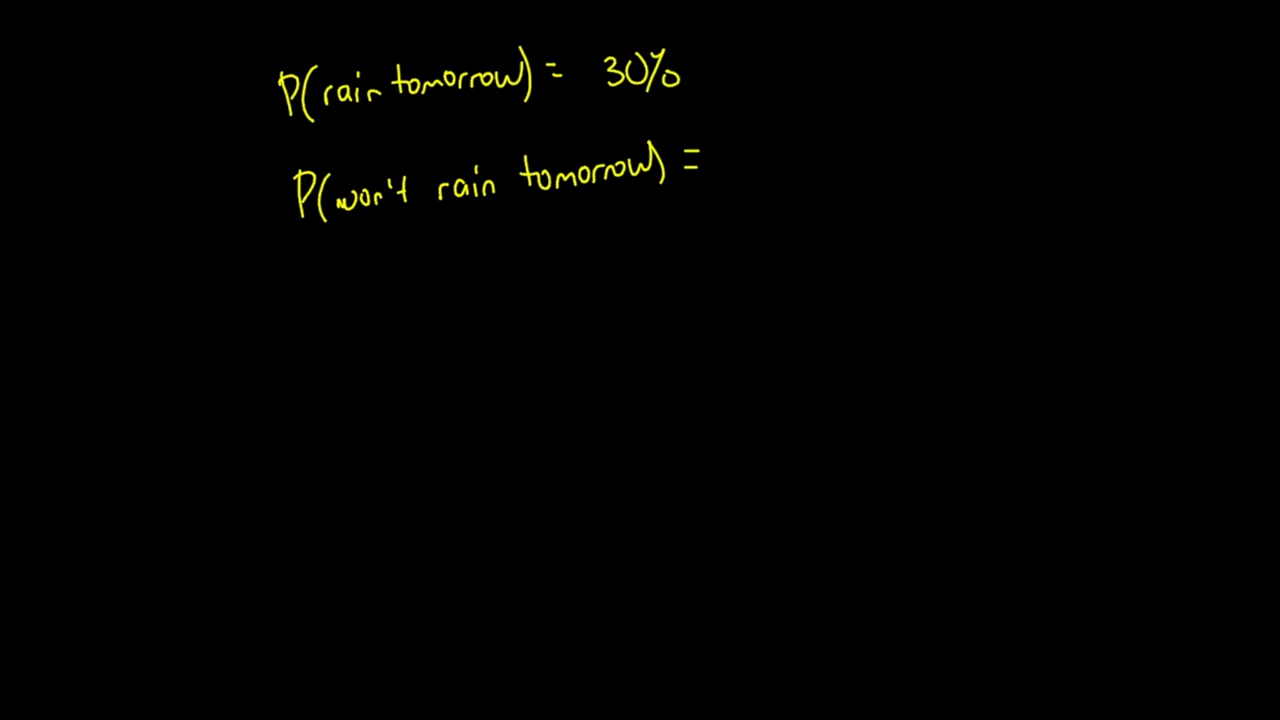 P(rain tomorrow) = 30%
P(won't rain tomorrow) =